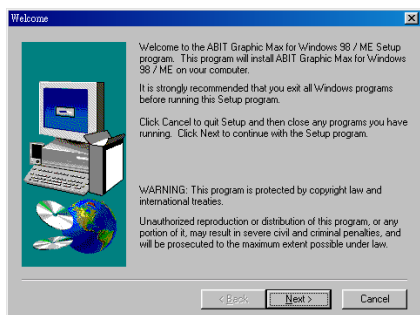 Welcome
Welcome to the ABIT Graphic Max for Windows 98 / ME Setup
program. This program will install ABIT Graphic Max for Windows
98 / ME on your computer.
It is strongly recommended that you exit all Windows programs
before running this Setup program.
Click Cancel to quit Setup and then close any programs you have
running. Click Next to continue with the Setup program.
WARNING: This program is protected by copyright law and
international treaties.
Unauthorized reproduction or distribution of this program, or any
portion of it, may result in severe civil and criminal penalties, and
will be prosecuted to the maximum extent possible under law.
< Back
Next >
Cancel